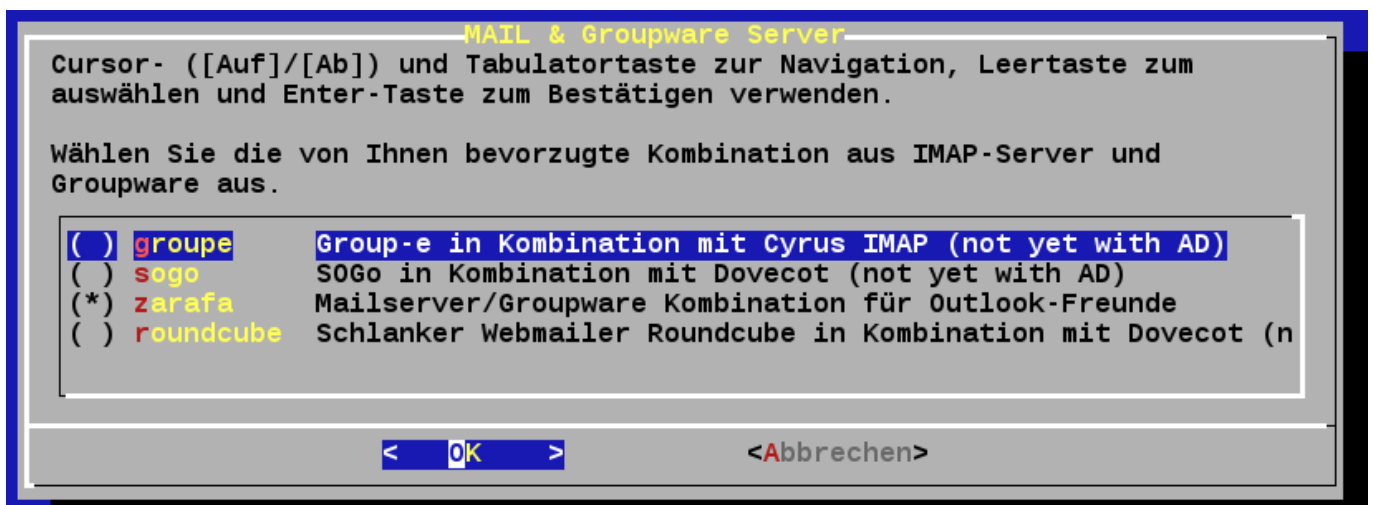 MAIL & Groupware Server
Cursor- ([Auf]/[Ab]) und Tabulatortaste zur Navigation, Leertaste zum
auswählen und Enter-Taste zum Bestätigen verwenden.
Wählen Sie die von Ihnen bevorzugte Kombination aus IMAP-Server und
Groupware aus.
( ) groupe Group-e in Kombination mit Cyrus IMAP (not yet with AD)
( ) sogo SOGo in Kombination mit Dovecot (not yet with AD)
(*) zarafa Mailserver/Groupware Kombination für Outlook-Freunde
( ) roundcube Schlanker Webmailer Roundcube in Kombination mit Dovecot (n
< OK > <Abbrechen>